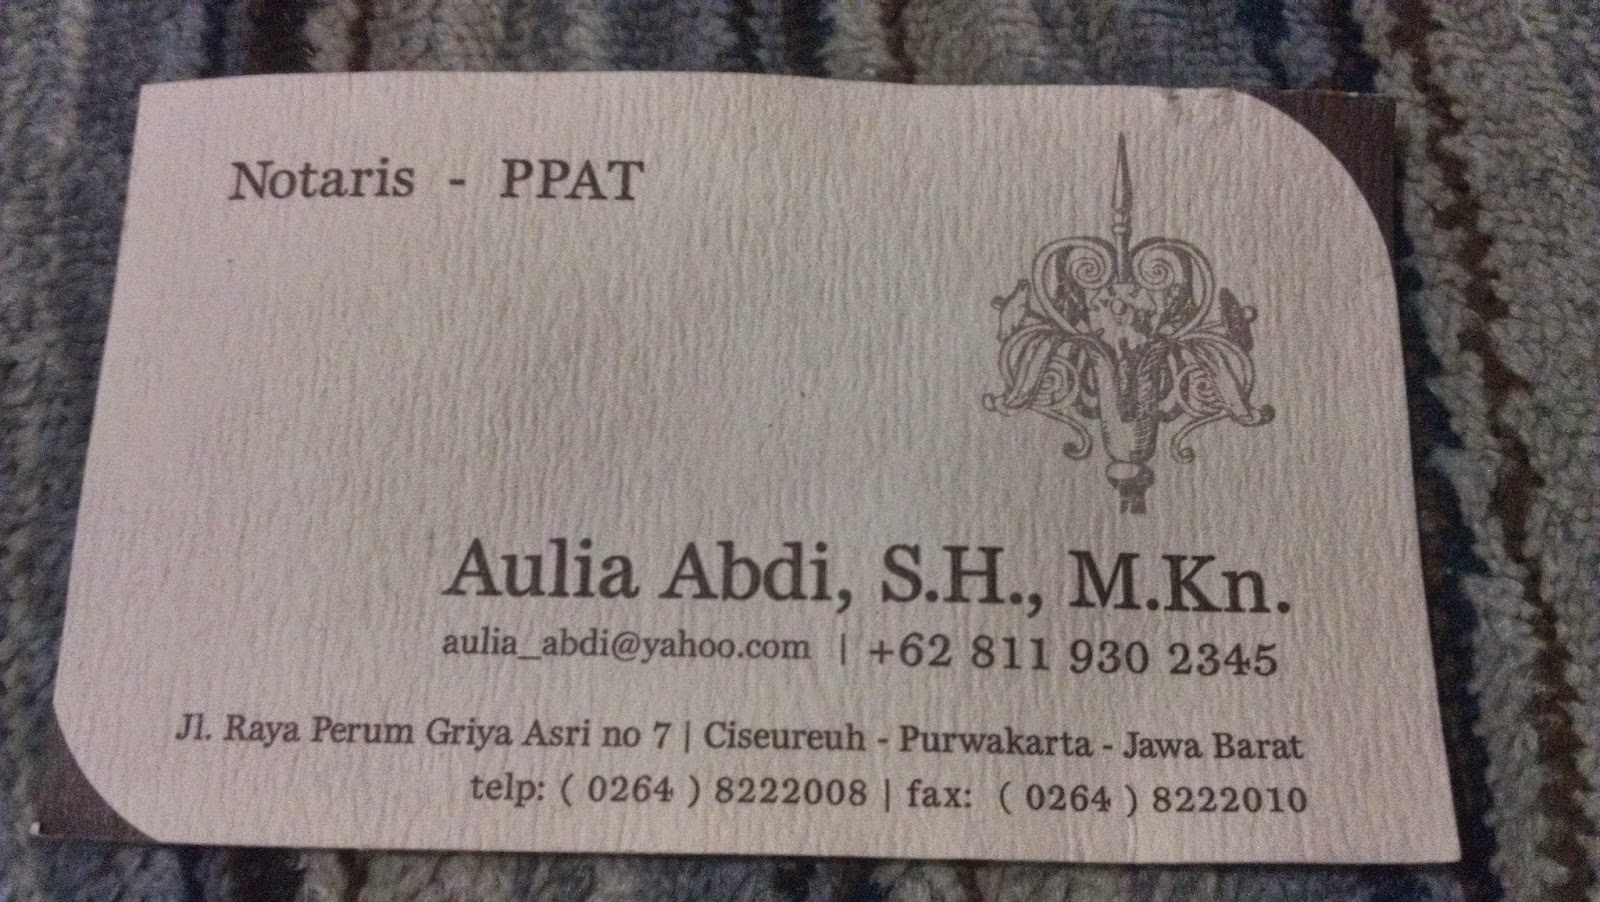 Notaris - PPAT
Aulia Abdi, S.H., M.Kn.
aulia_abdi@yahoo.com | +62 811 930 2345
Jl. Raya Perum Griya Asri no 7 | Ciseureuh - Purwakarta - Jawa Barat
telp: ( 0264 ) 8222008 | fax: ( 0264 ) 8222010